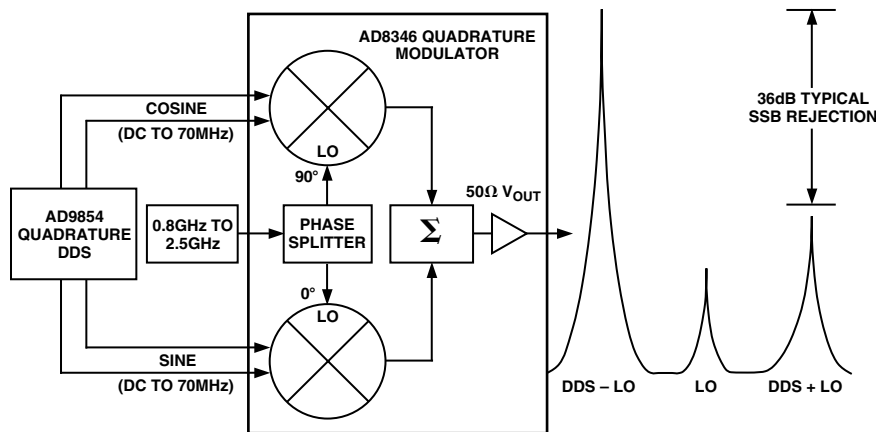 AD8346 QUADRATURE
MODULATOR
COSINE
(DC TO 70MHz)
LO
90°
36dB TYPICAL
SSB REJECTION
AD9854
QUADRATURE
DDS
0.8GHz TO
2.5GHz
PHASE
SPLITTER
Σ
50Ω VOUT
0°
LO
SINE
(DC TO 70MHz)
DDS – LO
LO
DDS + LO